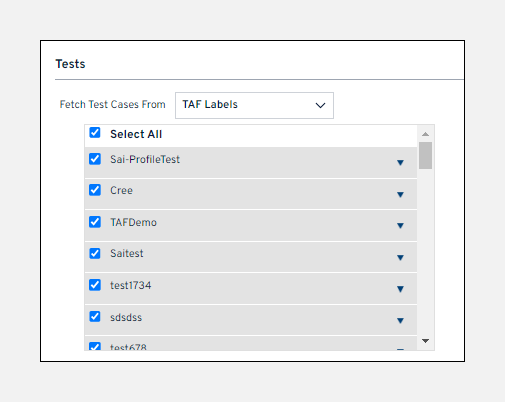 Tests
Fetch Test Cases From TAF Labels
Select All
Sai-ProfileTest
Cree
TAFDemo
Saitest
test1734
sdsdss
test678